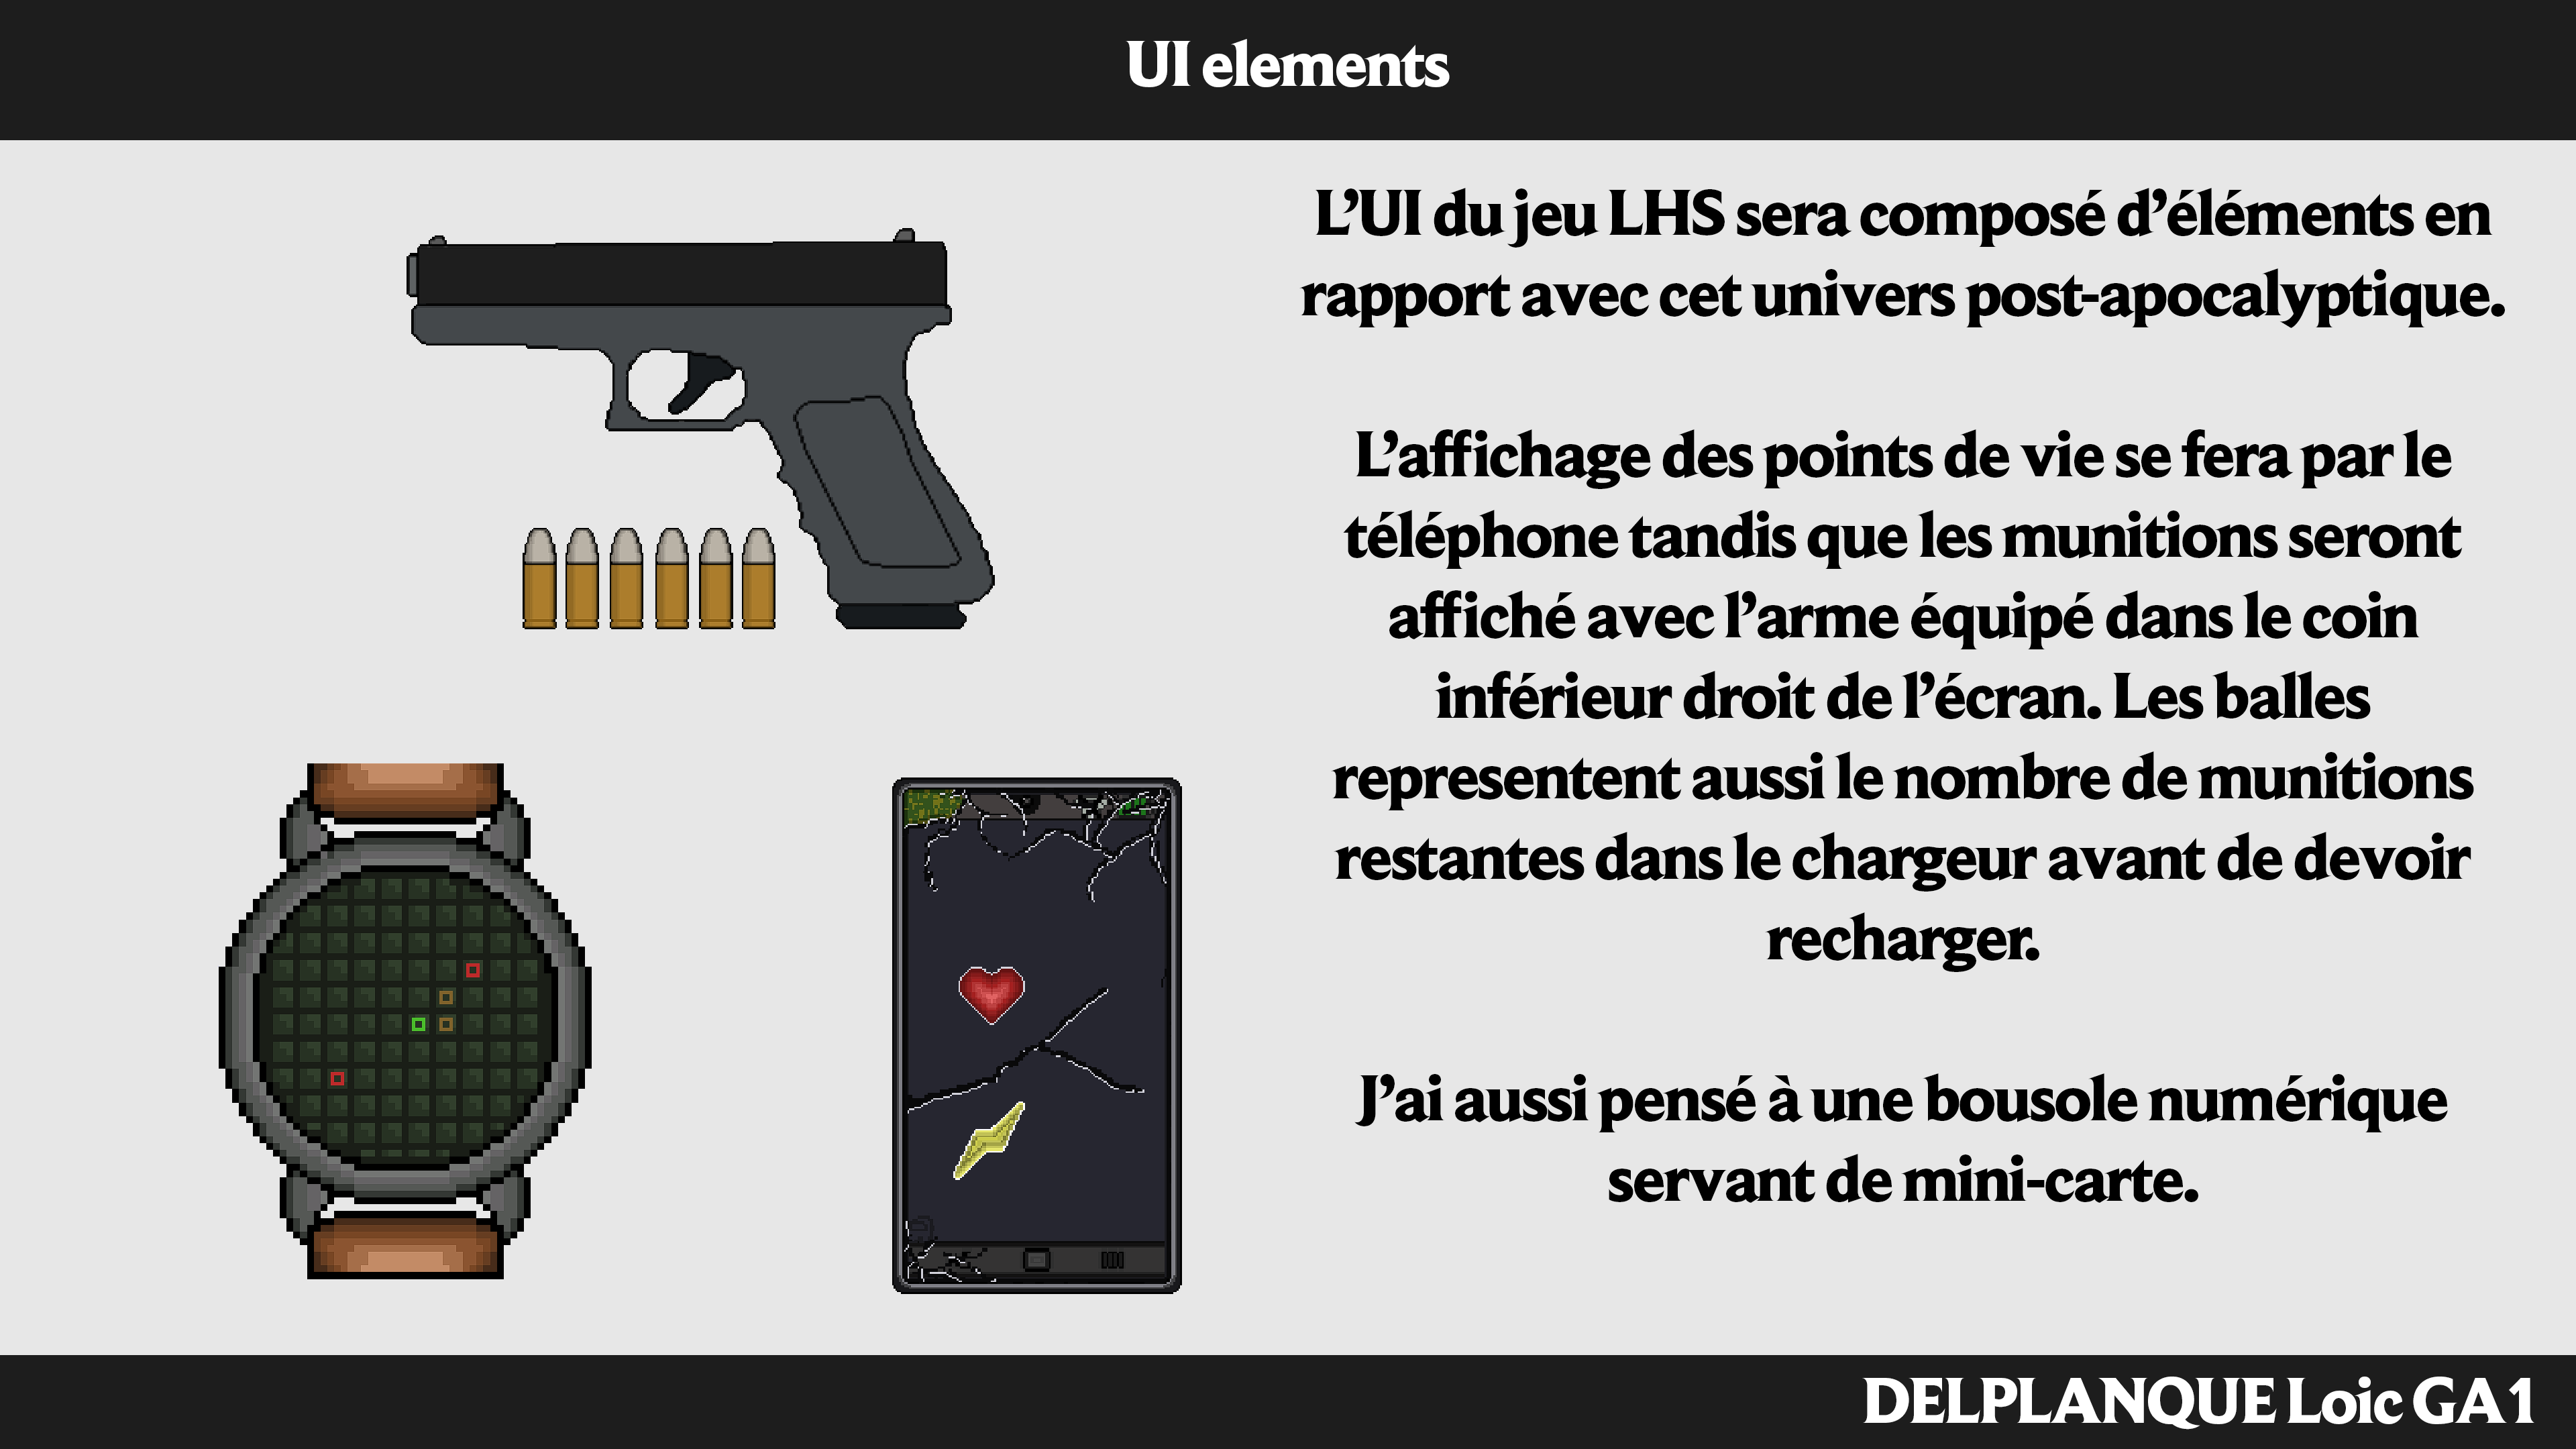 UI elements
L’UI du jeu LHS sera composé d’éléments en
rapport avec cet univers post-apocalyptique.
L’affichage des points de vie se fera par le
téléphone tandis que les munitions seront
affiché avec l’arme équipé dans le coin
inférieur droit de l’écran. Les balles
representent aussi le nombre de munitions
restantes dans le chargeur avant de devoir
recharger.
J’ai aussi pensé à une bousole numérique
servant de mini-carte.
DELPLANQUE Loic GA1